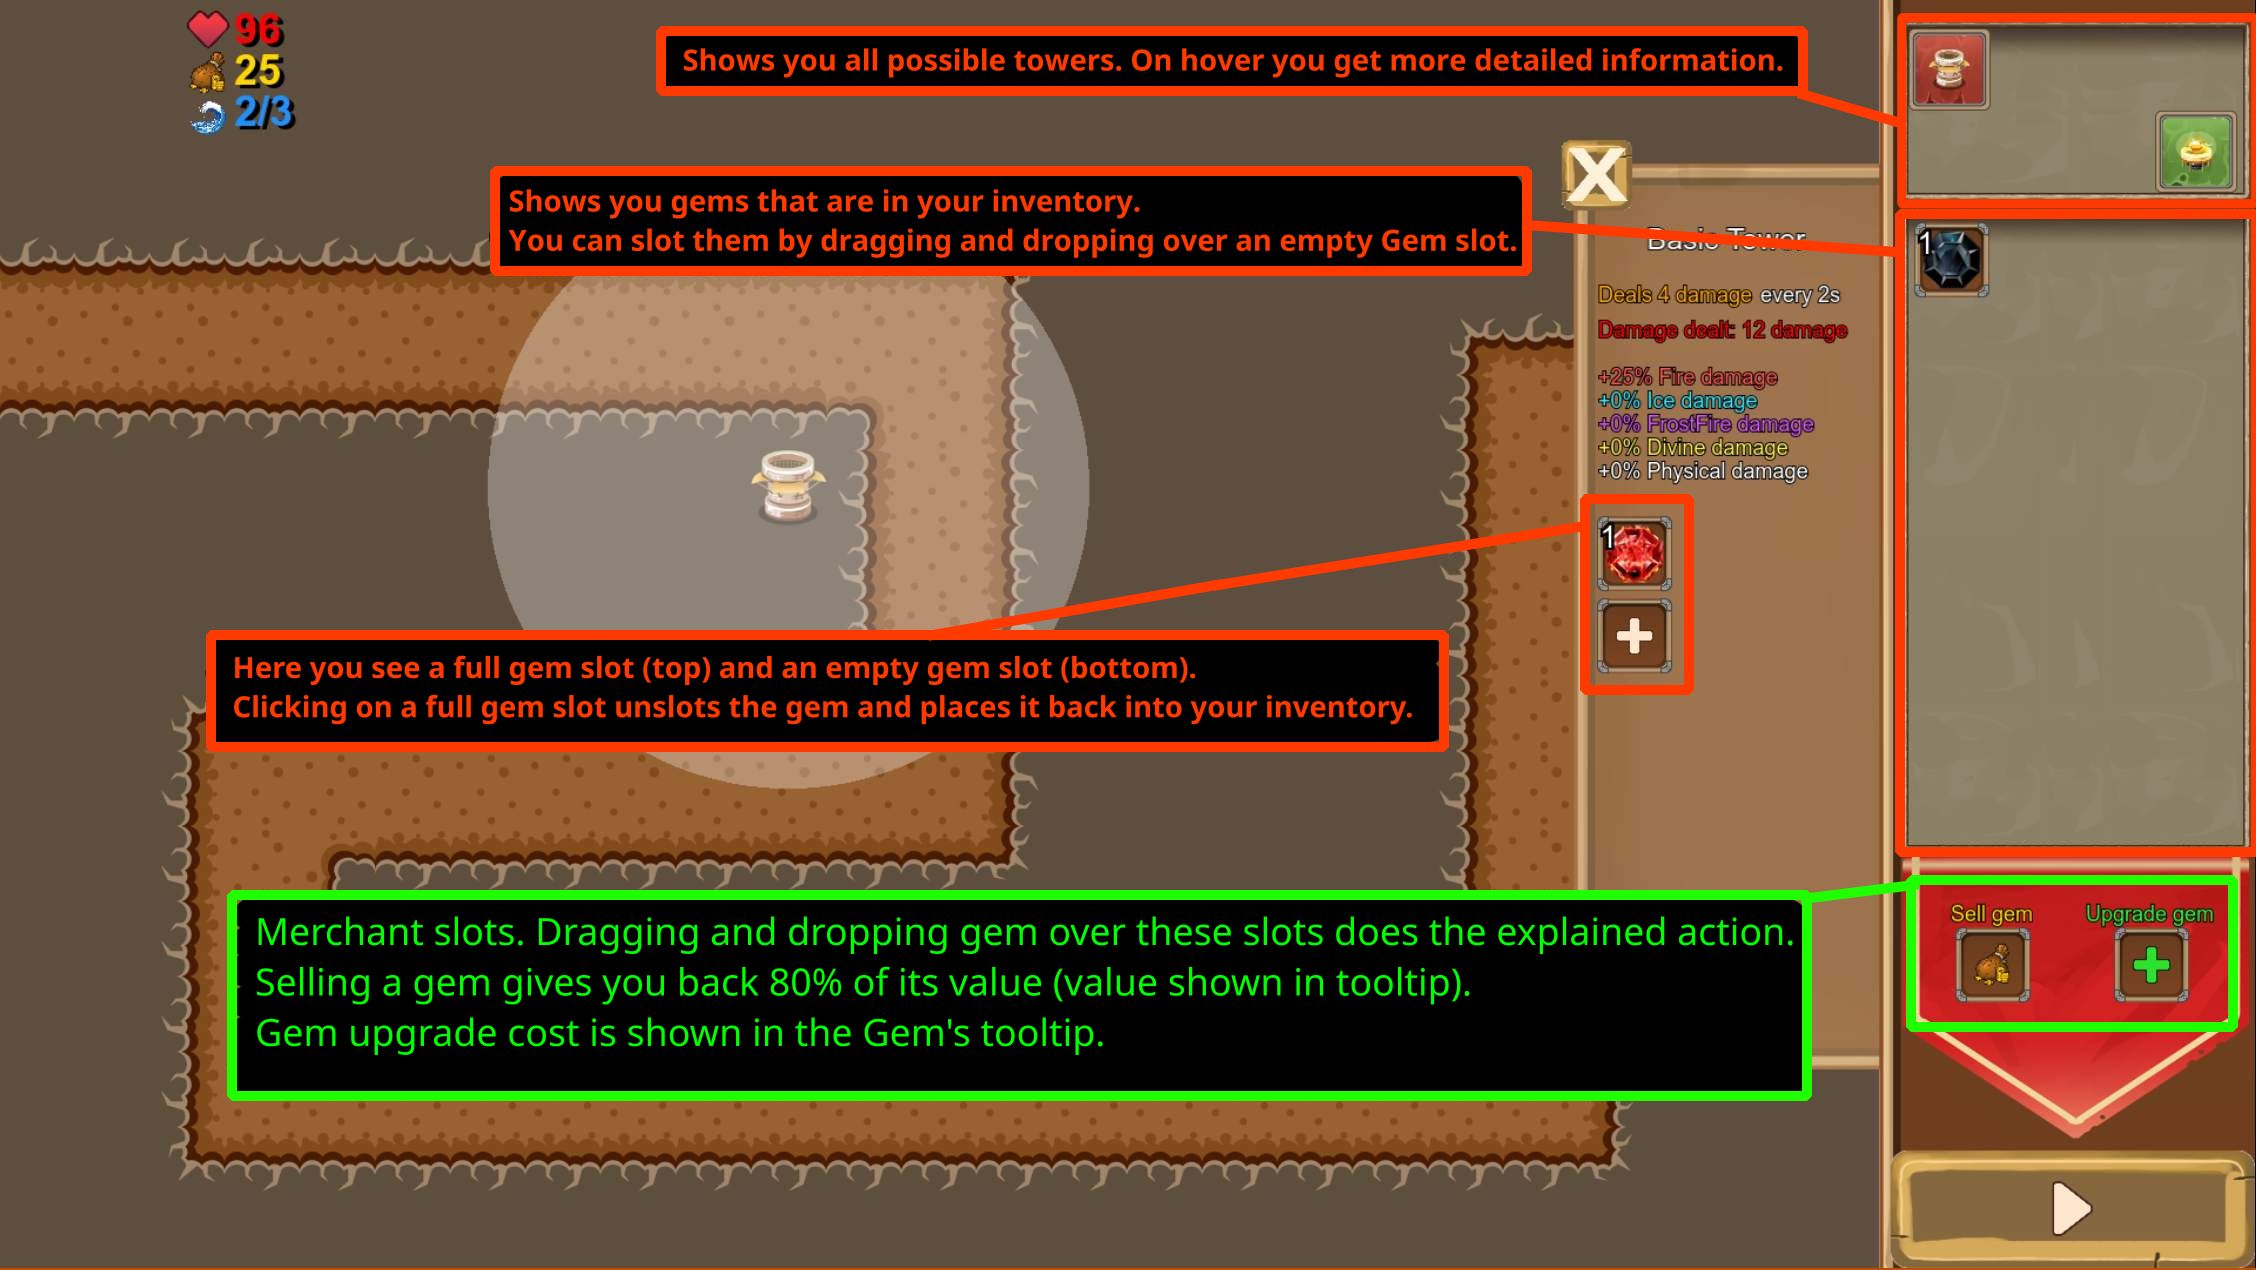 96
25
2/3
Shows you all possible towers. On hover you get more detailed information.
Shows you gems that are in your inventory.
You can slot them by dragging and dropping over an empty Gem slot.
X
Basic Tower
Deals 4 damage every 2s
Damage dealt: 12 damage
+25% Fire damage
+0% Ice damage
+0% FrostFire damage
+0% Divine damage
+0% Physical damage
1
1
Here you see a full gem slot (top) and an empty gem slot (bottom).
Clicking on a full gem slot unslots the gem and places it back into your inventory.
Merchant slots. Dragging and dropping gem over these slots does the explained action.
Selling a gem gives you back 80% of its value (value shown in tooltip).
Gem upgrade cost is shown in the Gem's tooltip.
Sell gem
Upgrade gem